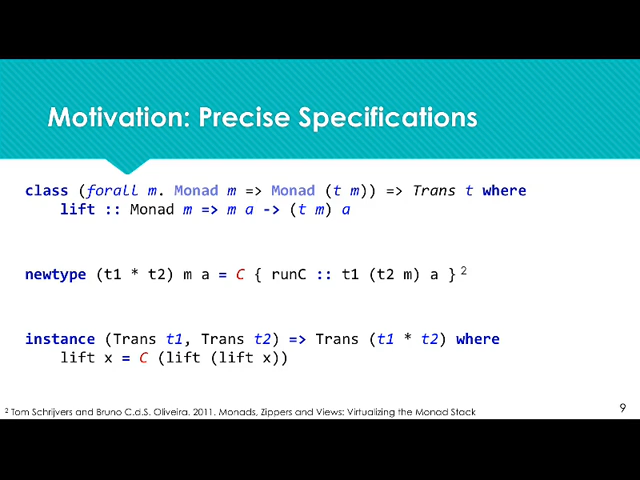 Motivation: Precise Specifications
class (forall m. Monad m => Monad (t m)) => Trans t where
lift :: Monad m => m a -> (t m) a
newtype (t1 * t2) m a = C { runC :: t1 (t2 m) a } 2
instance (Trans t1, Trans t2) => Trans (t1 * t2) where
lift x = C (lift (lift x))
2 Tom Schrijvers and Bruno C.d.S. Oliveira. 2011. Monads, Zippers and Views: Virtualizing the Monad Stack
9